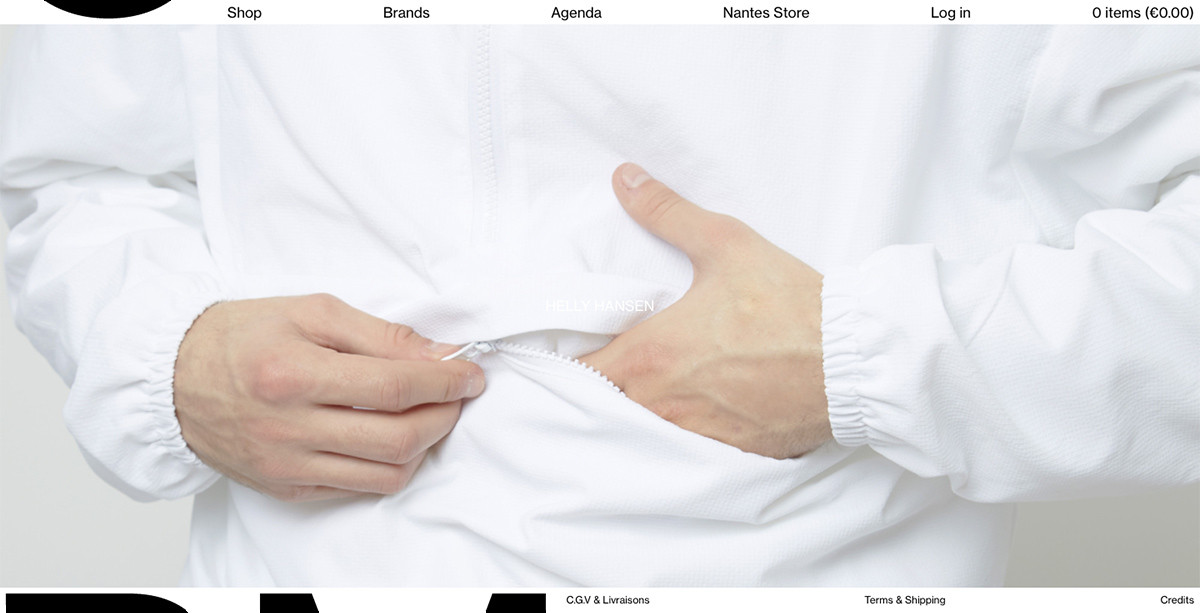 Shop Brands Agenda Nantes Store Log in 0 items (€0.00)
HELLY HANSEN
C.G.V & Livraisons Terms & Shipping Credits